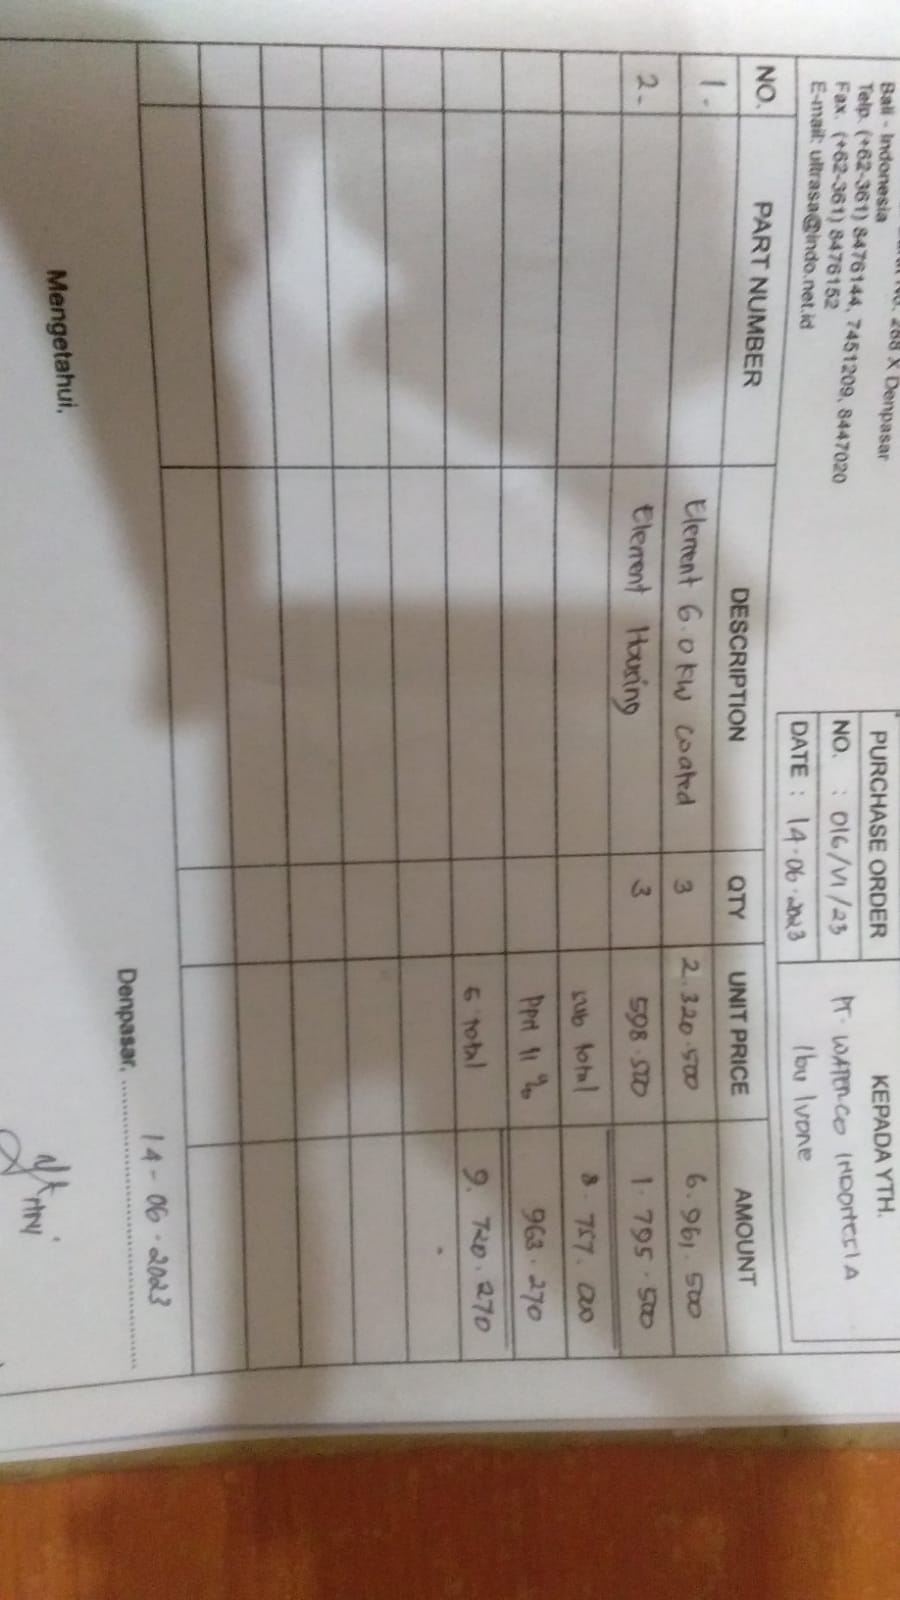 288 X Denpasar
Bali - Indonesia
Telp. (+62-361) 8476144, 7451209, 8447020
Fax. (+62-361) 8476152
E-mail: ultrasa@indo.net.id
PURCHASE ORDER
NO. : 016/VI/23
DATE : 14.06.2023
KEPADA YTH.
PT. WATERCO INDONESIA
Ibu Ivone
NO. PART NUMBER DESCRIPTION QTY UNIT PRICE AMOUNT
1. Element 6.0 KW coated 3 2.320.500 6.961.500
2. Element Housing 3 598.500 1.795.500
sub total 8.757.000
PPN 11 % 963.270
G total 9.720.270
Denpasar, 14-06-2023
Mengetahui,